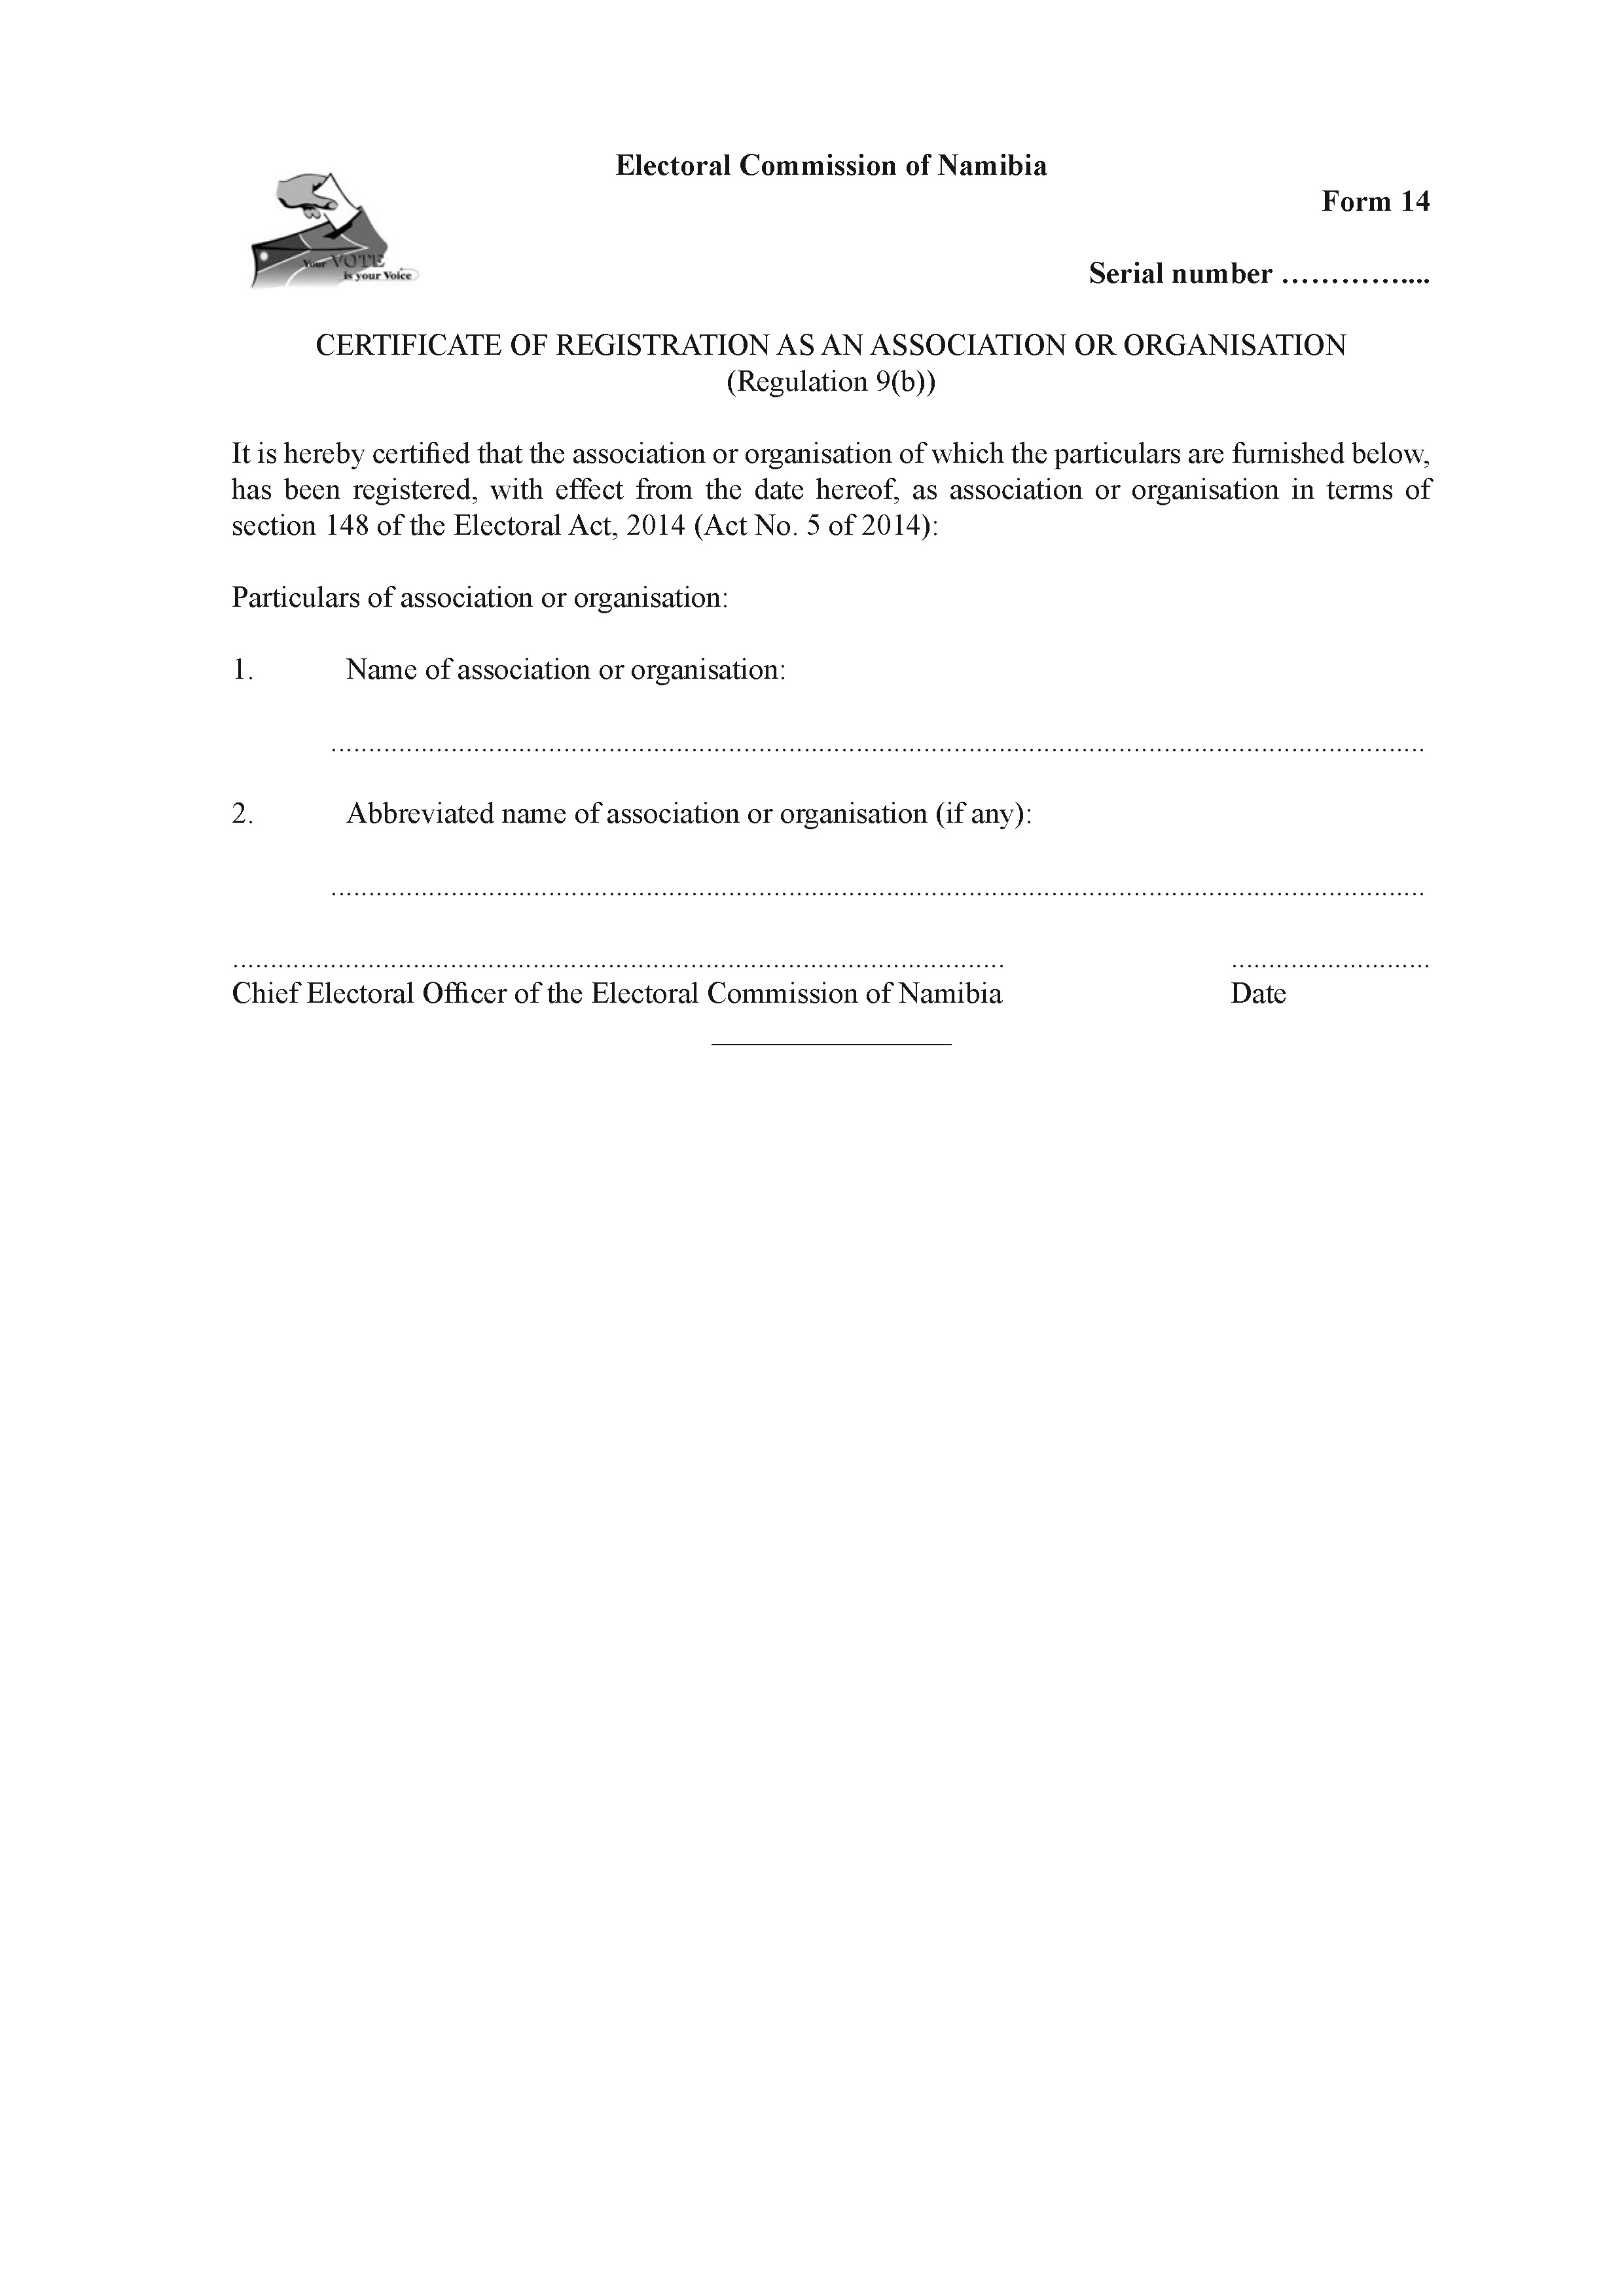 Electoral Commission of Namibia
Form 14
Your VOTE
is your Voice
Serial number …………....
CERTIFICATE OF REGISTRATION AS AN ASSOCIATION OR ORGANISATION
(Regulation 9(b))
It is hereby certified that the association or organisation of which the particulars are furnished below,
has been registered, with effect from the date hereof, as association or organisation in terms of
section 148 of the Electoral Act, 2014 (Act No. 5 of 2014):
Particulars of association or organisation:
1. Name of association or organisation:
....................................................................................................................................................
2. Abbreviated name of association or organisation (if any):
....................................................................................................................................................
........................................................................................................ ...........................
Chief Electoral Officer of the Electoral Commission of Namibia Date